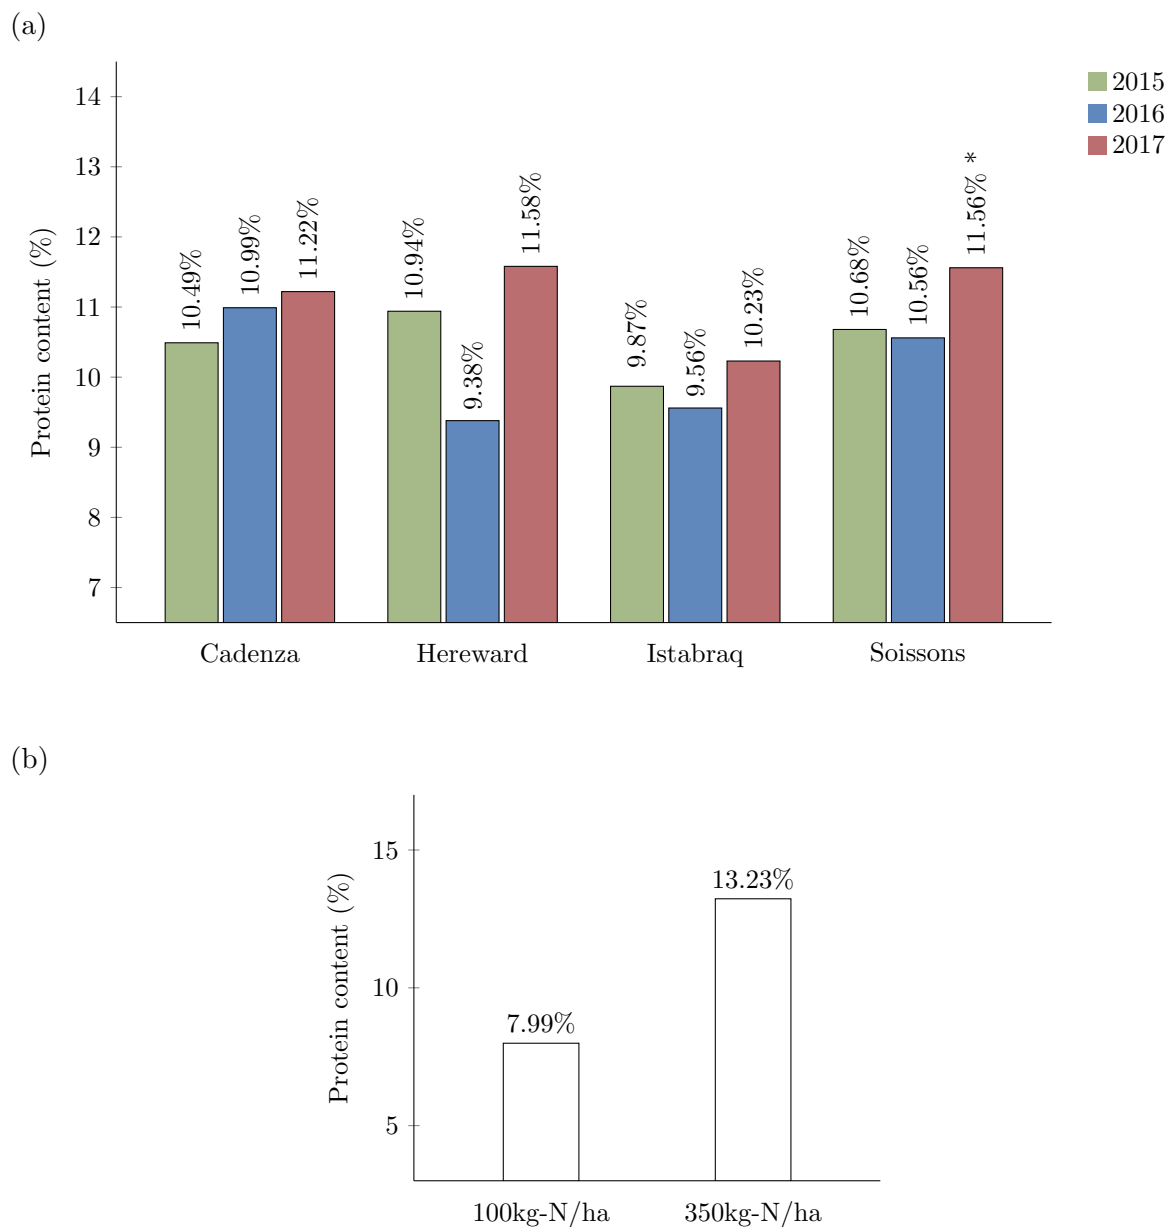 (a)
Protein content (%)
14
13
12
11
10
9
8
7
10.49%
10.99%
11.22%
10.94%
9.38%
11.58%
9.87%
9.56%
10.23%
10.68%
10.56%
11.56% *
Cadenza
Hereward
Istabraq
Soissons
2015
2016
2017
(b)
Protein content (%)
15
10
5
7.99%
13.23%
100kg-N/ha
350kg-N/ha